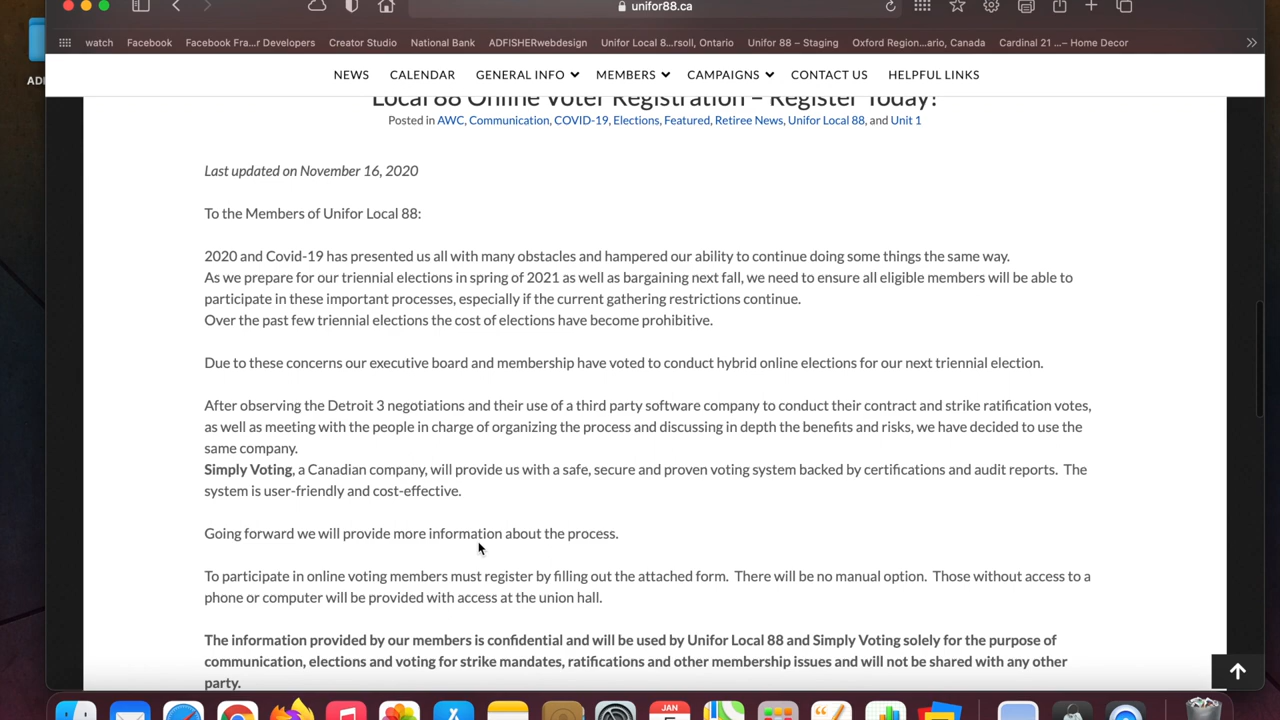 unifor88.ca
watch Facebook Facebook Fra...r Developers Creator Studio National Bank ADFISHERwebdesign Unifor Local 8...rsoll, Ontario Unifor 88 – Staging Oxford Region...ario, Canada Cardinal 21 ...– Home Decor
AD
NEWS CALENDAR GENERAL INFO MEMBERS CAMPAIGNS CONTACT US HELPFUL LINKS
Local 88 Online Voter Registration – Register Today!
Posted in AWC, Communication, COVID-19, Elections, Featured, Retiree News, Unifor Local 88, and Unit 1
Last updated on November 16, 2020
To the Members of Unifor Local 88:
2020 and Covid-19 has presented us all with many obstacles and hampered our ability to continue doing some things the same way.
As we prepare for our triennial elections in spring of 2021 as well as bargaining next fall, we need to ensure all eligible members will be able to
participate in these important processes, especially if the current gathering restrictions continue.
Over the past few triennial elections the cost of elections have become prohibitive.
Due to these concerns our executive board and membership have voted to conduct hybrid online elections for our next triennial election.
After observing the Detroit 3 negotiations and their use of a third party software company to conduct their contract and strike ratification votes,
as well as meeting with the people in charge of organizing the process and discussing in depth the benefits and risks, we have decided to use the
same company.
Simply Voting, a Canadian company, will provide us with a safe, secure and proven voting system backed by certifications and audit reports. The
system is user-friendly and cost-effective.
Going forward we will provide more information about the process.
To participate in online voting members must register by filling out the attached form. There will be no manual option. Those without access to a
phone or computer will be provided with access at the union hall.
The information provided by our members is confidential and will be used by Unifor Local 88 and Simply Voting solely for the purpose of
communication, elections and voting for strike mandates, ratifications and other membership issues and will not be shared with any other
party.
JAN
5